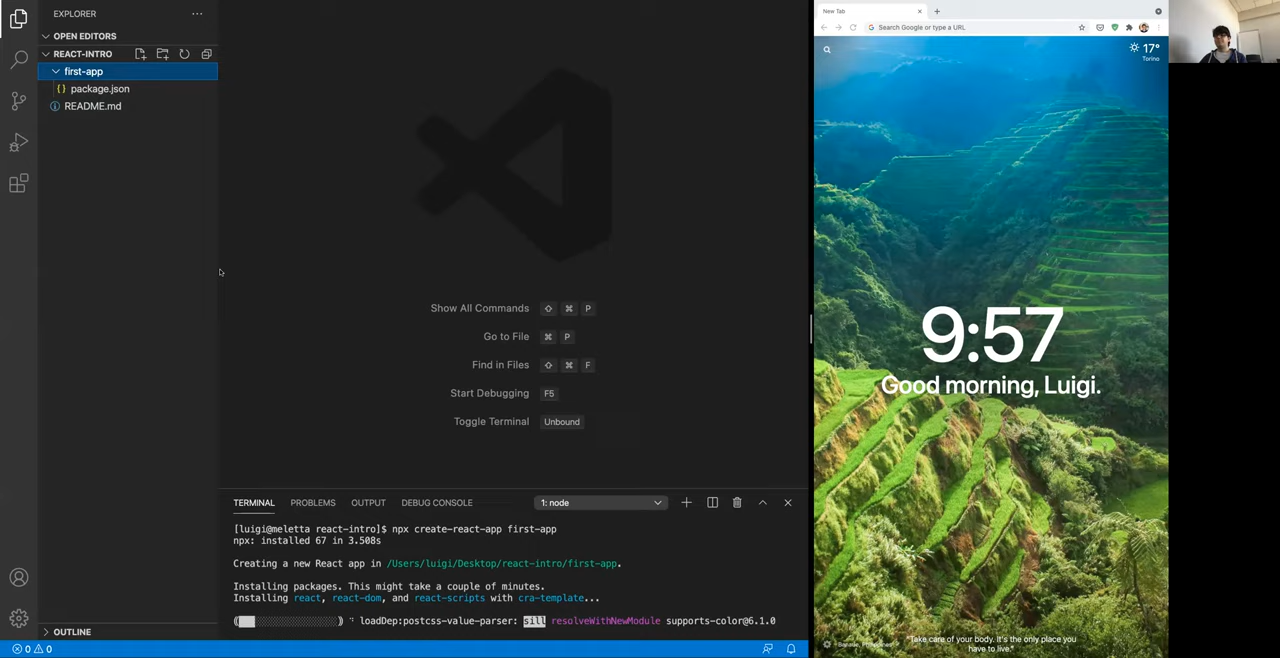 EXPLORER
OPEN EDITORS
REACT-INTRO
first-app
{} package.json
README.md
OUTLINE
Show All Commands ⇧ ⌘ P
Go to File ⌘ P
Find in Files ⇧ ⌘ F
Start Debugging F5
Toggle Terminal Unbound
TERMINAL PROBLEMS OUTPUT DEBUG CONSOLE 1: node
[luigi@meletta react-intro]$ npx create-react-app first-app
npx: installed 67 in 3.508s
Creating a new React app in /Users/luigi/Desktop/react-intro/first-app.
Installing packages. This might take a couple of minutes.
Installing react, react-dom, and react-scripts with cra-template...
loadDep:postcss-value-parser: sill resolveWithNewModule supports-color@6.1.0
0 0
New Tab
Search Google or type a URL
17°
Torino
9:57
Good morning, Luigi.
"Take care of your body. It's the only place you
have to live."